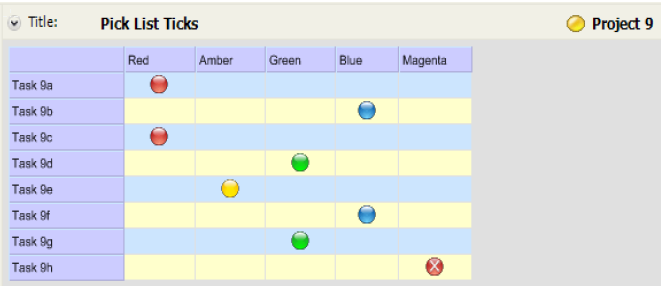 Title: Pick List Ticks Project 9
Red Amber Green Blue Magenta
Task 9a
Task 9b
Task 9c
Task 9d
Task 9e
Task 9f
Task 9g
Task 9h